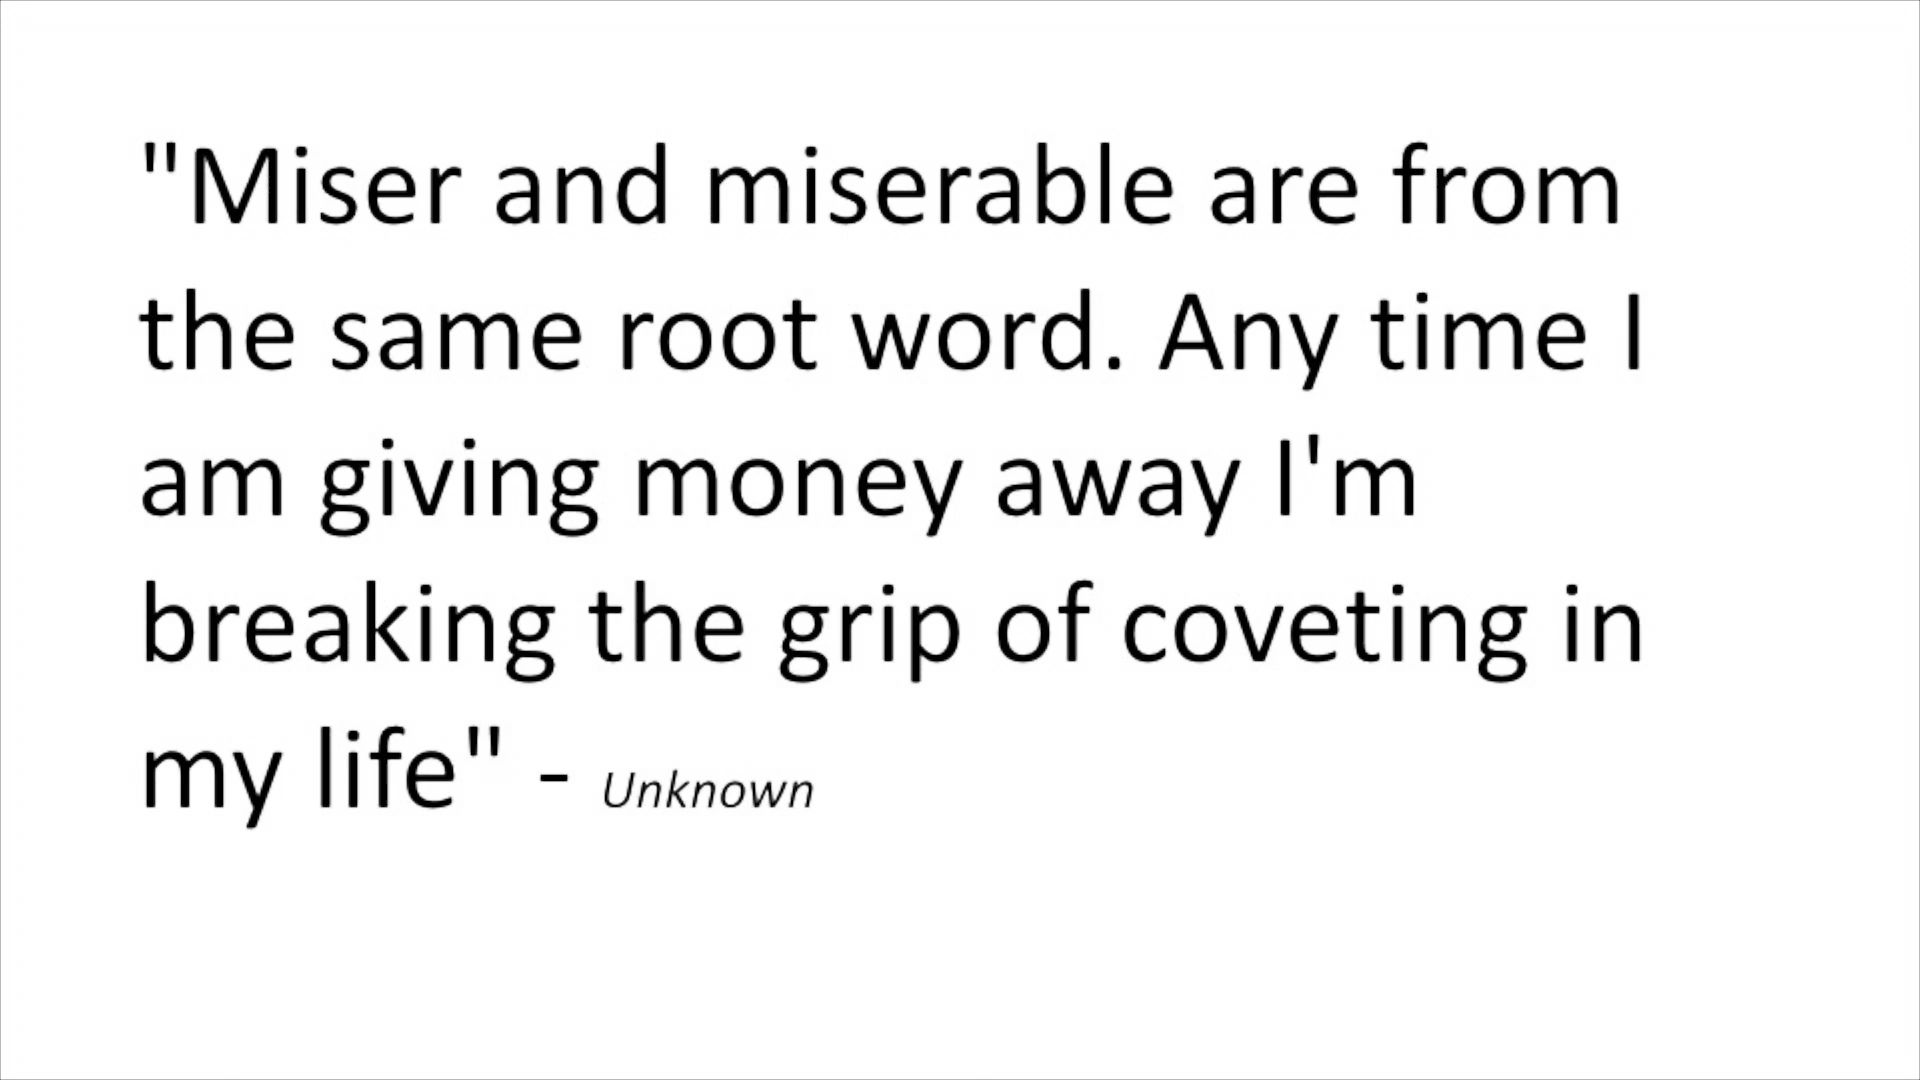 "Miser and miserable are from
the same root word. Any time I
am giving money away I'm
breaking the grip of coveting in
my life" - Unknown